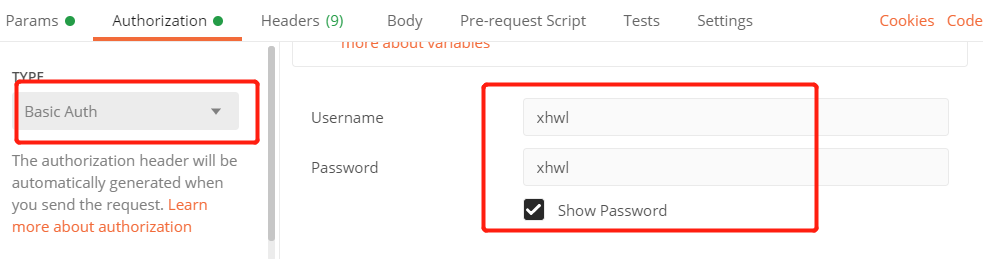 Params Authorization Headers (9) Body Pre-request Script Tests Settings Cookies Code
more about variables
TYPE
Basic Auth
The authorization header will be
automatically generated when
you send the request. Learn
more about authorization
Username xhwl
Password xhwl
Show Password